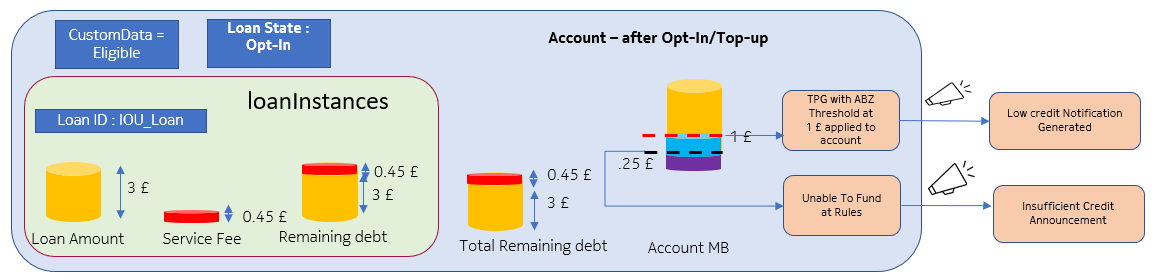 CustomData =
Eligible
Loan State :
Opt-In
Account – after Opt-In/Top-up
loanInstances
Loan ID : IOU_Loan
3 £
Loan Amount
0.45 £
Service Fee
0.45 £
3 £
Remaining debt
0.45 £
3 £
Total Remaining debt
1 £
.25 £
Account MB
TPG with ABZ
Threshold at
1 £ applied to
account
Unable To Fund
at Rules
Low credit Notification
Generated
Insufficient Credit
Announcement